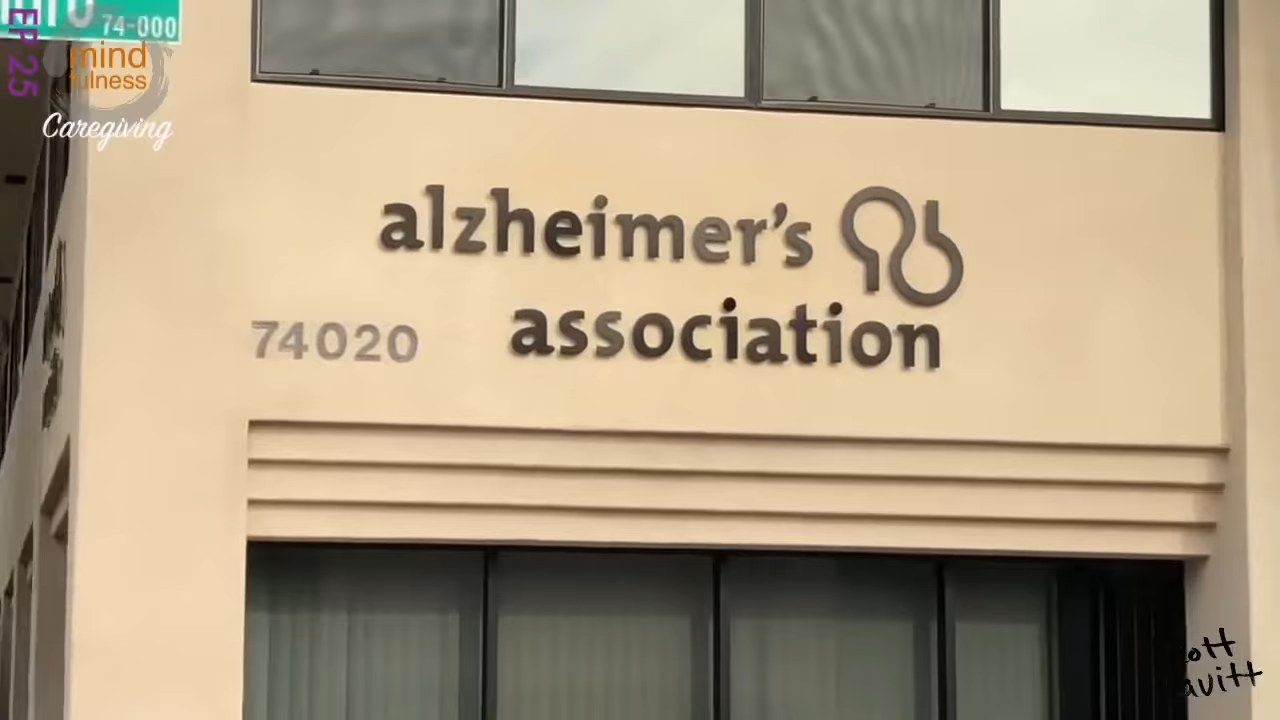 74-000
EP 25
mind
fulness
Caregiving
alzheimer's
association
74020